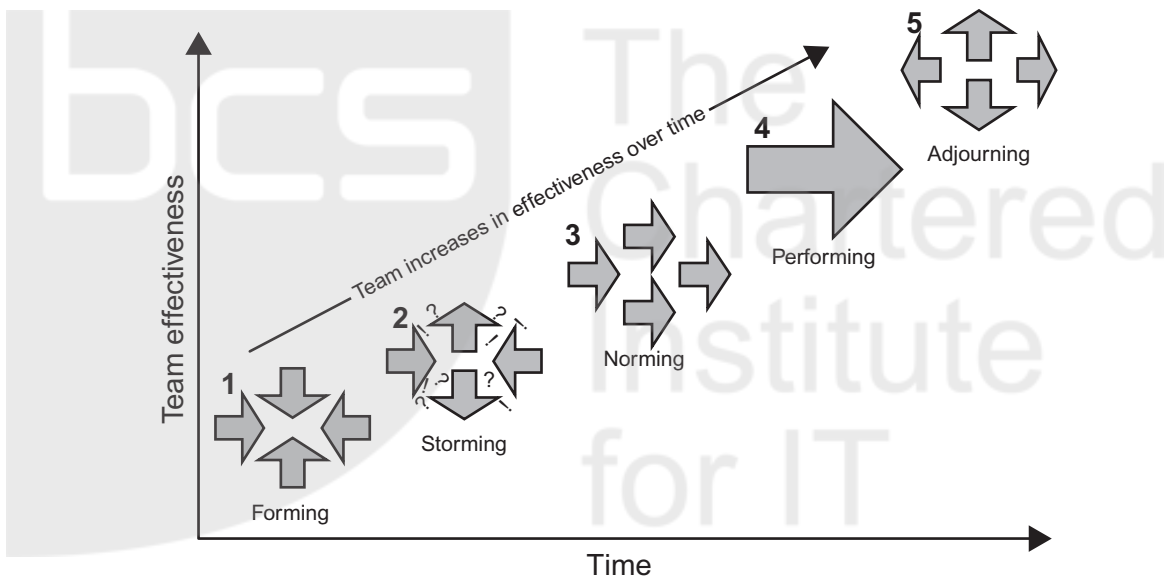 bcs
The
Chartered
Institute
for IT
Team effectiveness
Time
Team increases in effectiveness over time
1
Forming
2
? ! ? ! ! ? ! ? ? !
Storming
3
Norming
4
Performing
5
Adjourning